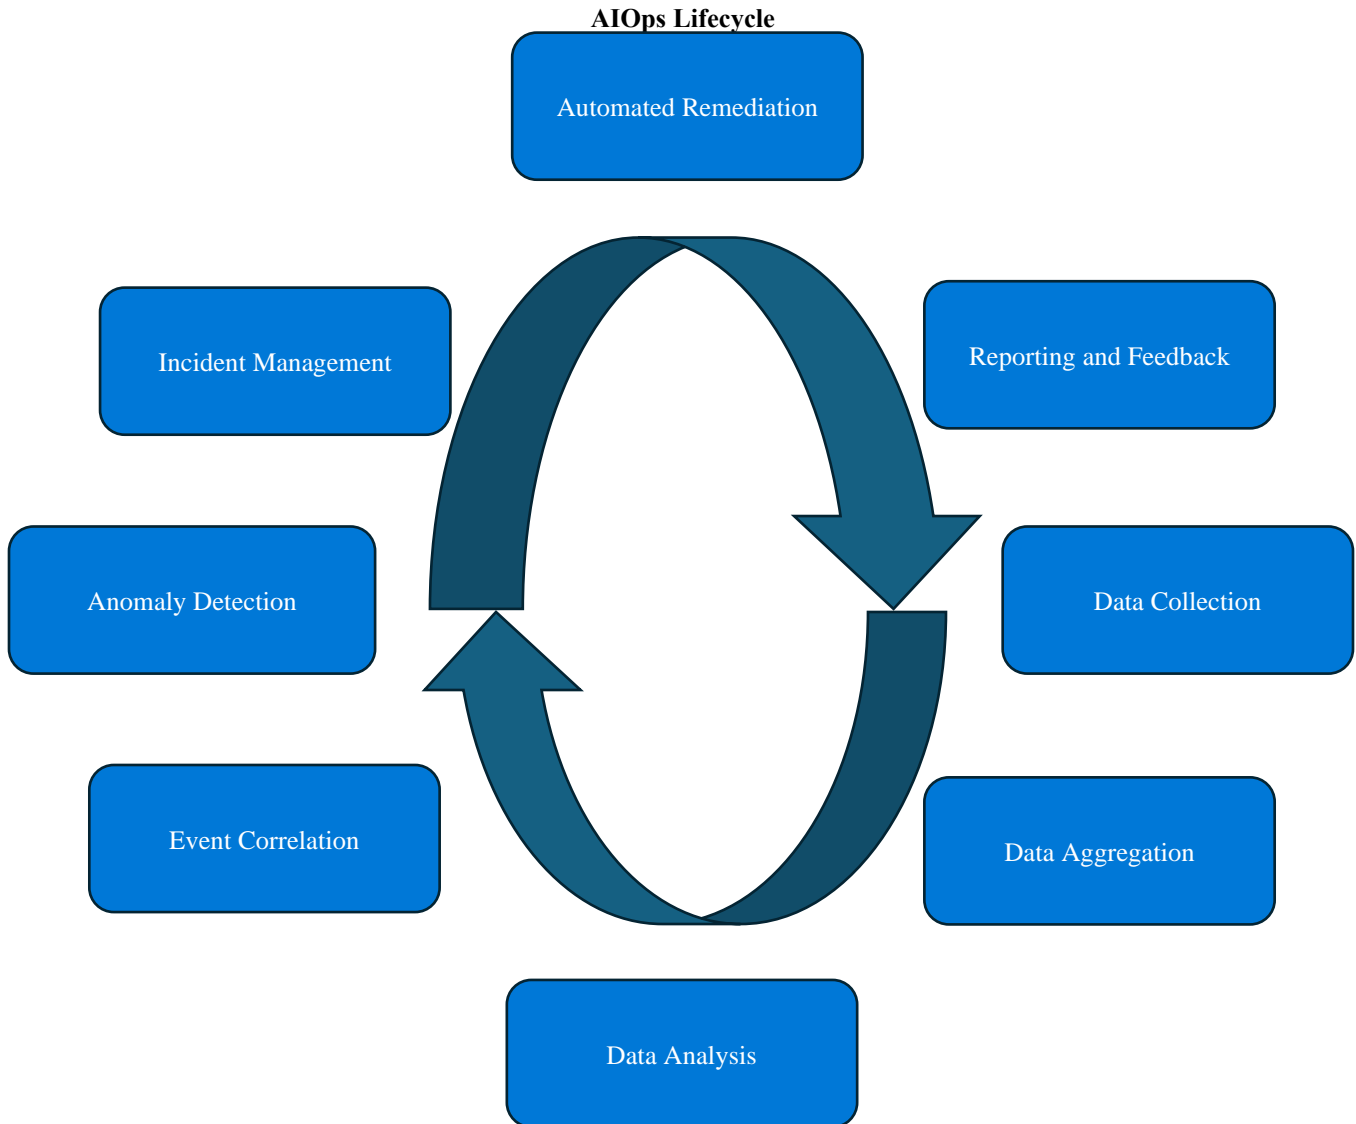 AIOps Lifecycle
Automated Remediation
Incident Management
Reporting and Feedback
Anomaly Detection
Data Collection
Event Correlation
Data Aggregation
Data Analysis